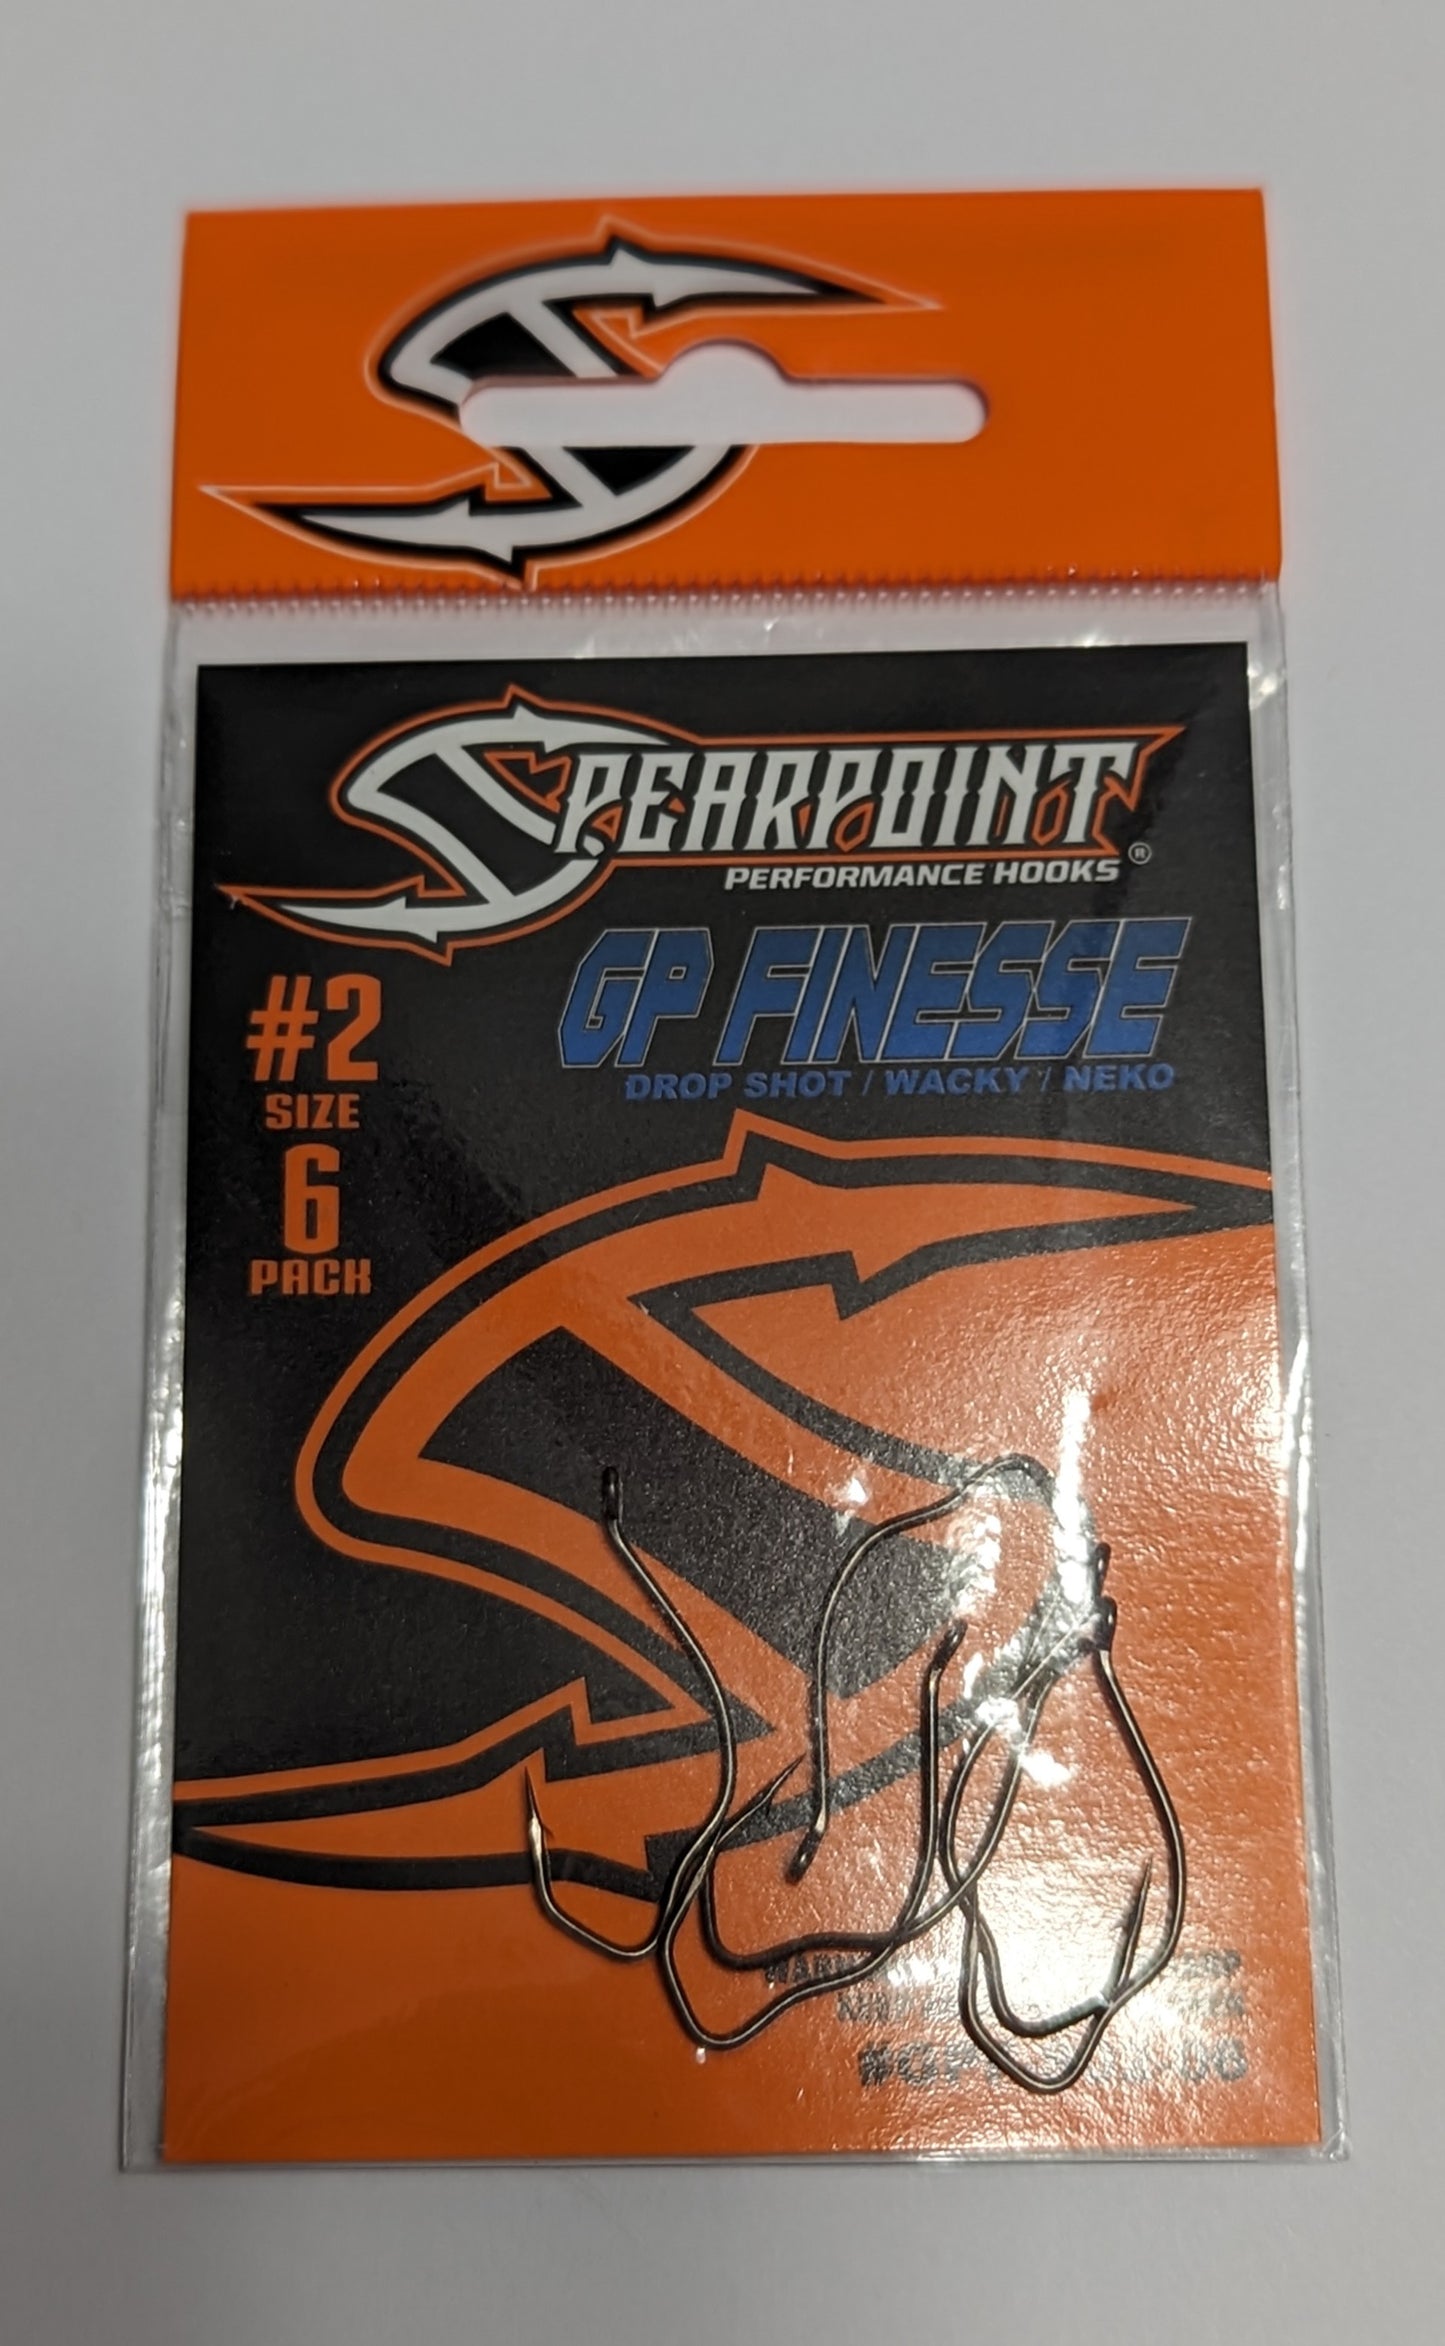 SPEARPOINT
PERFORMANCE HOOKS ®
GP FINESSE
DROP SHOT / WACKY / NEKO
#2
SIZE
6
PACK